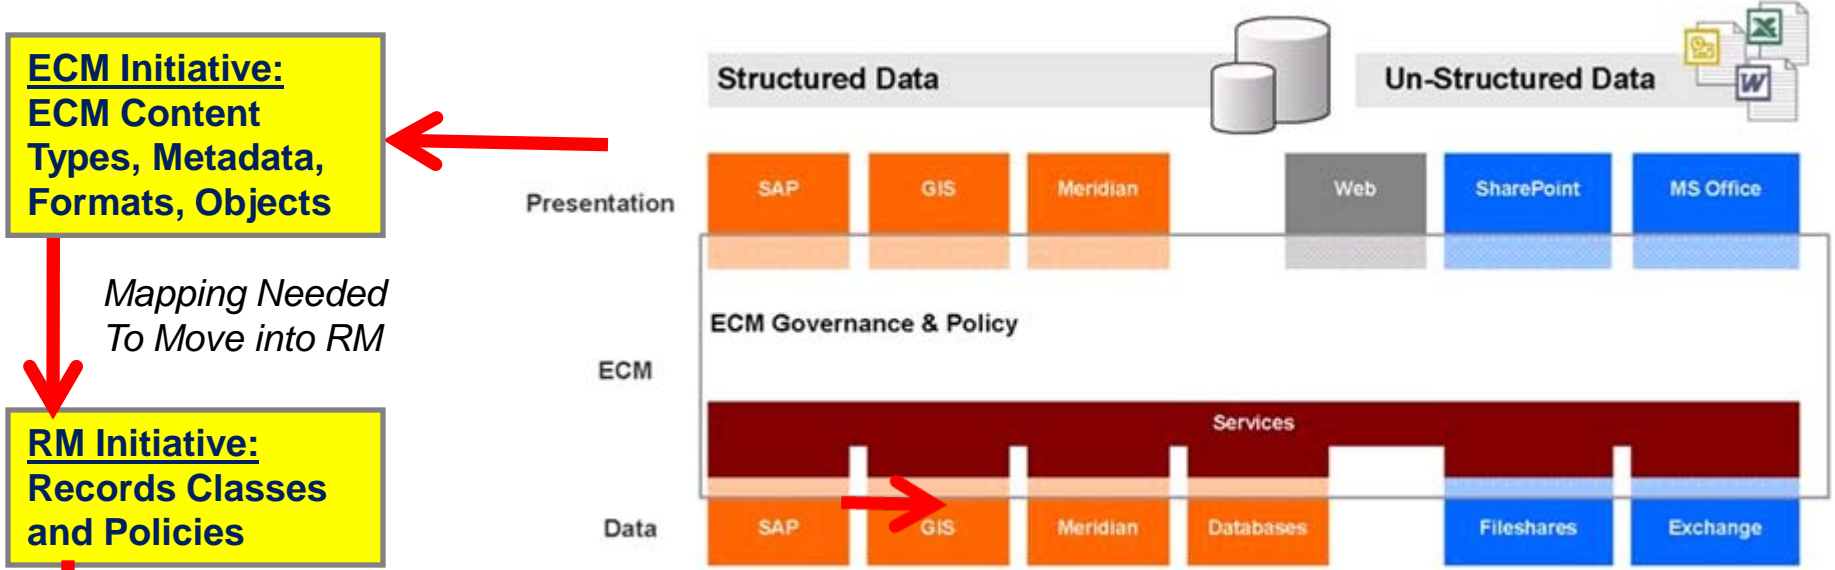 ECM Initiative:
ECM Content
Types, Metadata,
Formats, Objects
Mapping Needed
To Move into RM
RM Initiative:
Records Classes
and Policies
Structured Data
Un-Structured Data
Presentation
SAP
GIS
Meridian
Web
SharePoint
MS Office
ECM Governance & Policy
ECM
Services
Data
SAP
GIS
Meridian
Databases
Fileshares
Exchange